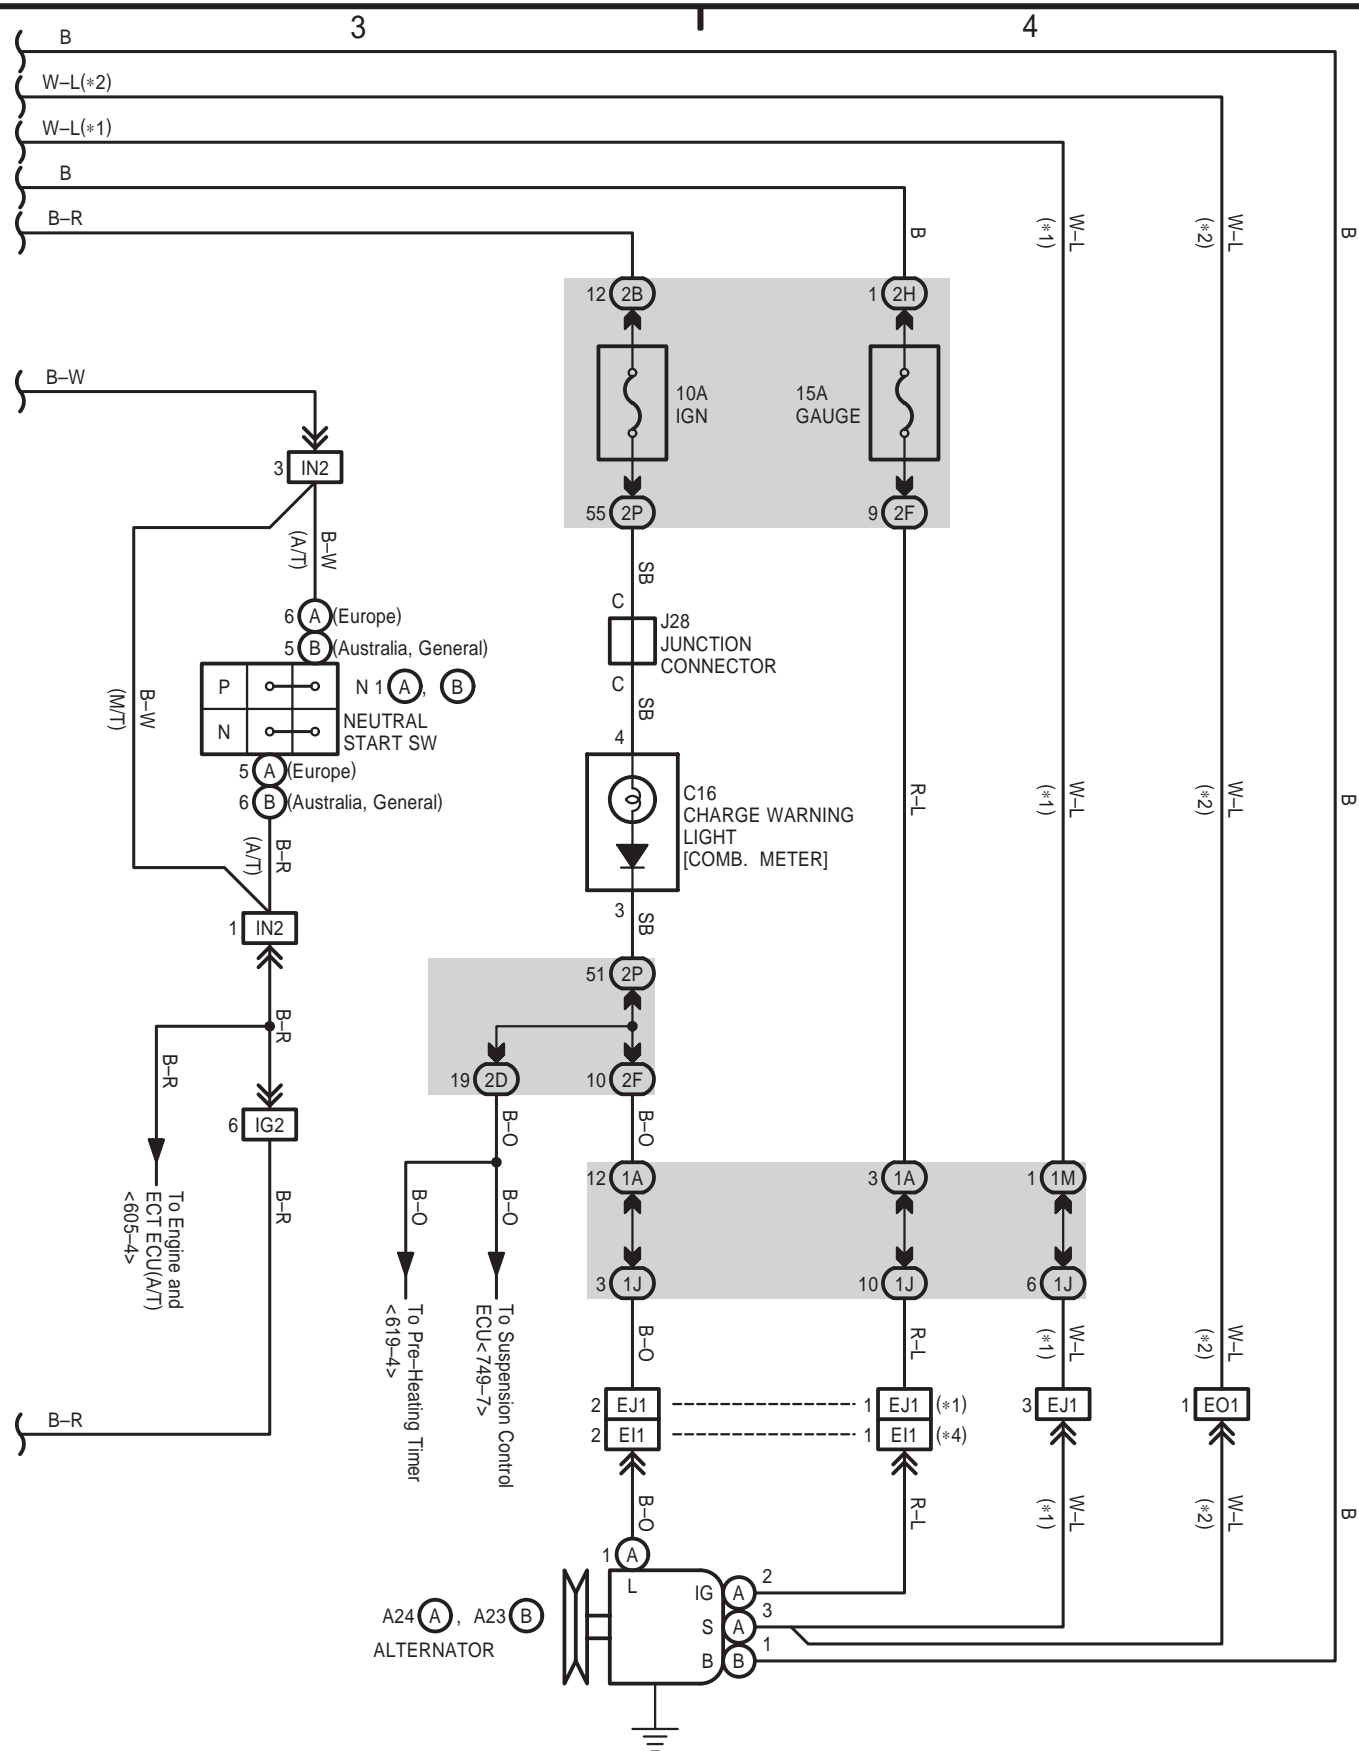 3
4
B
W–L(∗2)
W–L(∗1)
B
B–R
B
W–L
(∗1)
W–L
(∗2)
B
12 2B
1 2H
B–W
10A
IGN
15A
GAUGE
3 IN2
55 2P
9 2F
B–W
(A/T)
SB
C
J28
JUNCTION
CONNECTOR
C
SB
6 A (Europe)
5 B (Australia, General)
P
N 1 A , B
N
NEUTRAL
START SW
5 A (Europe)
6 B (Australia, General)
B–W
(M/T)
B–R
(A/T)
4
C16
CHARGE WARNING
LIGHT
[COMB. METER]
3
SB
R–L
W–L
(∗1)
W–L
(∗2)
B
1 IN2
51 2P
B–R
B–R
19 2D
10 2F
6 IG2
B–O
B–O
12 1A
3 1A
1 1M
B–O
B–O
B–R
To Engine and
ECT ECU(A/T)
<605–4>
3 1J
10 1J
6 1J
To Pre–Heating Timer
<619–4>
To Suspension Control
ECU<749–7>
B–O
R–L
W–L
(∗1)
W–L
(∗2)
2 EJ1
1 EJ1 (∗1)
3 EJ1
1 EO1
B–R
2 EI1
1 EI1 (∗4)
B–O
R–L
W–L
(∗1)
W–L
(∗2)
B
1 A
L
IG A 2
S A 3
B B 1
A24 A , A23 B
ALTERNATOR